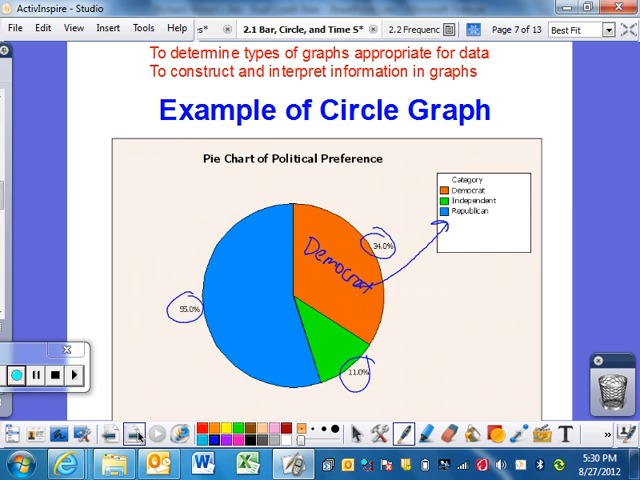 ActivInspire - Studio
File Edit View Insert Tools Help
s* 2.1 Bar, Circle, and Time S* 2.2 Frequenc Page 7 of 13 Best Fit
To determine types of graphs appropriate for data
To construct and interpret information in graphs
Example of Circle Graph
Pie Chart of Political Preference
Category
Democrat
Independent
Republican
34.0%
Democrat
55.0%
11.0%
T
»
5:30 PM
8/27/2012